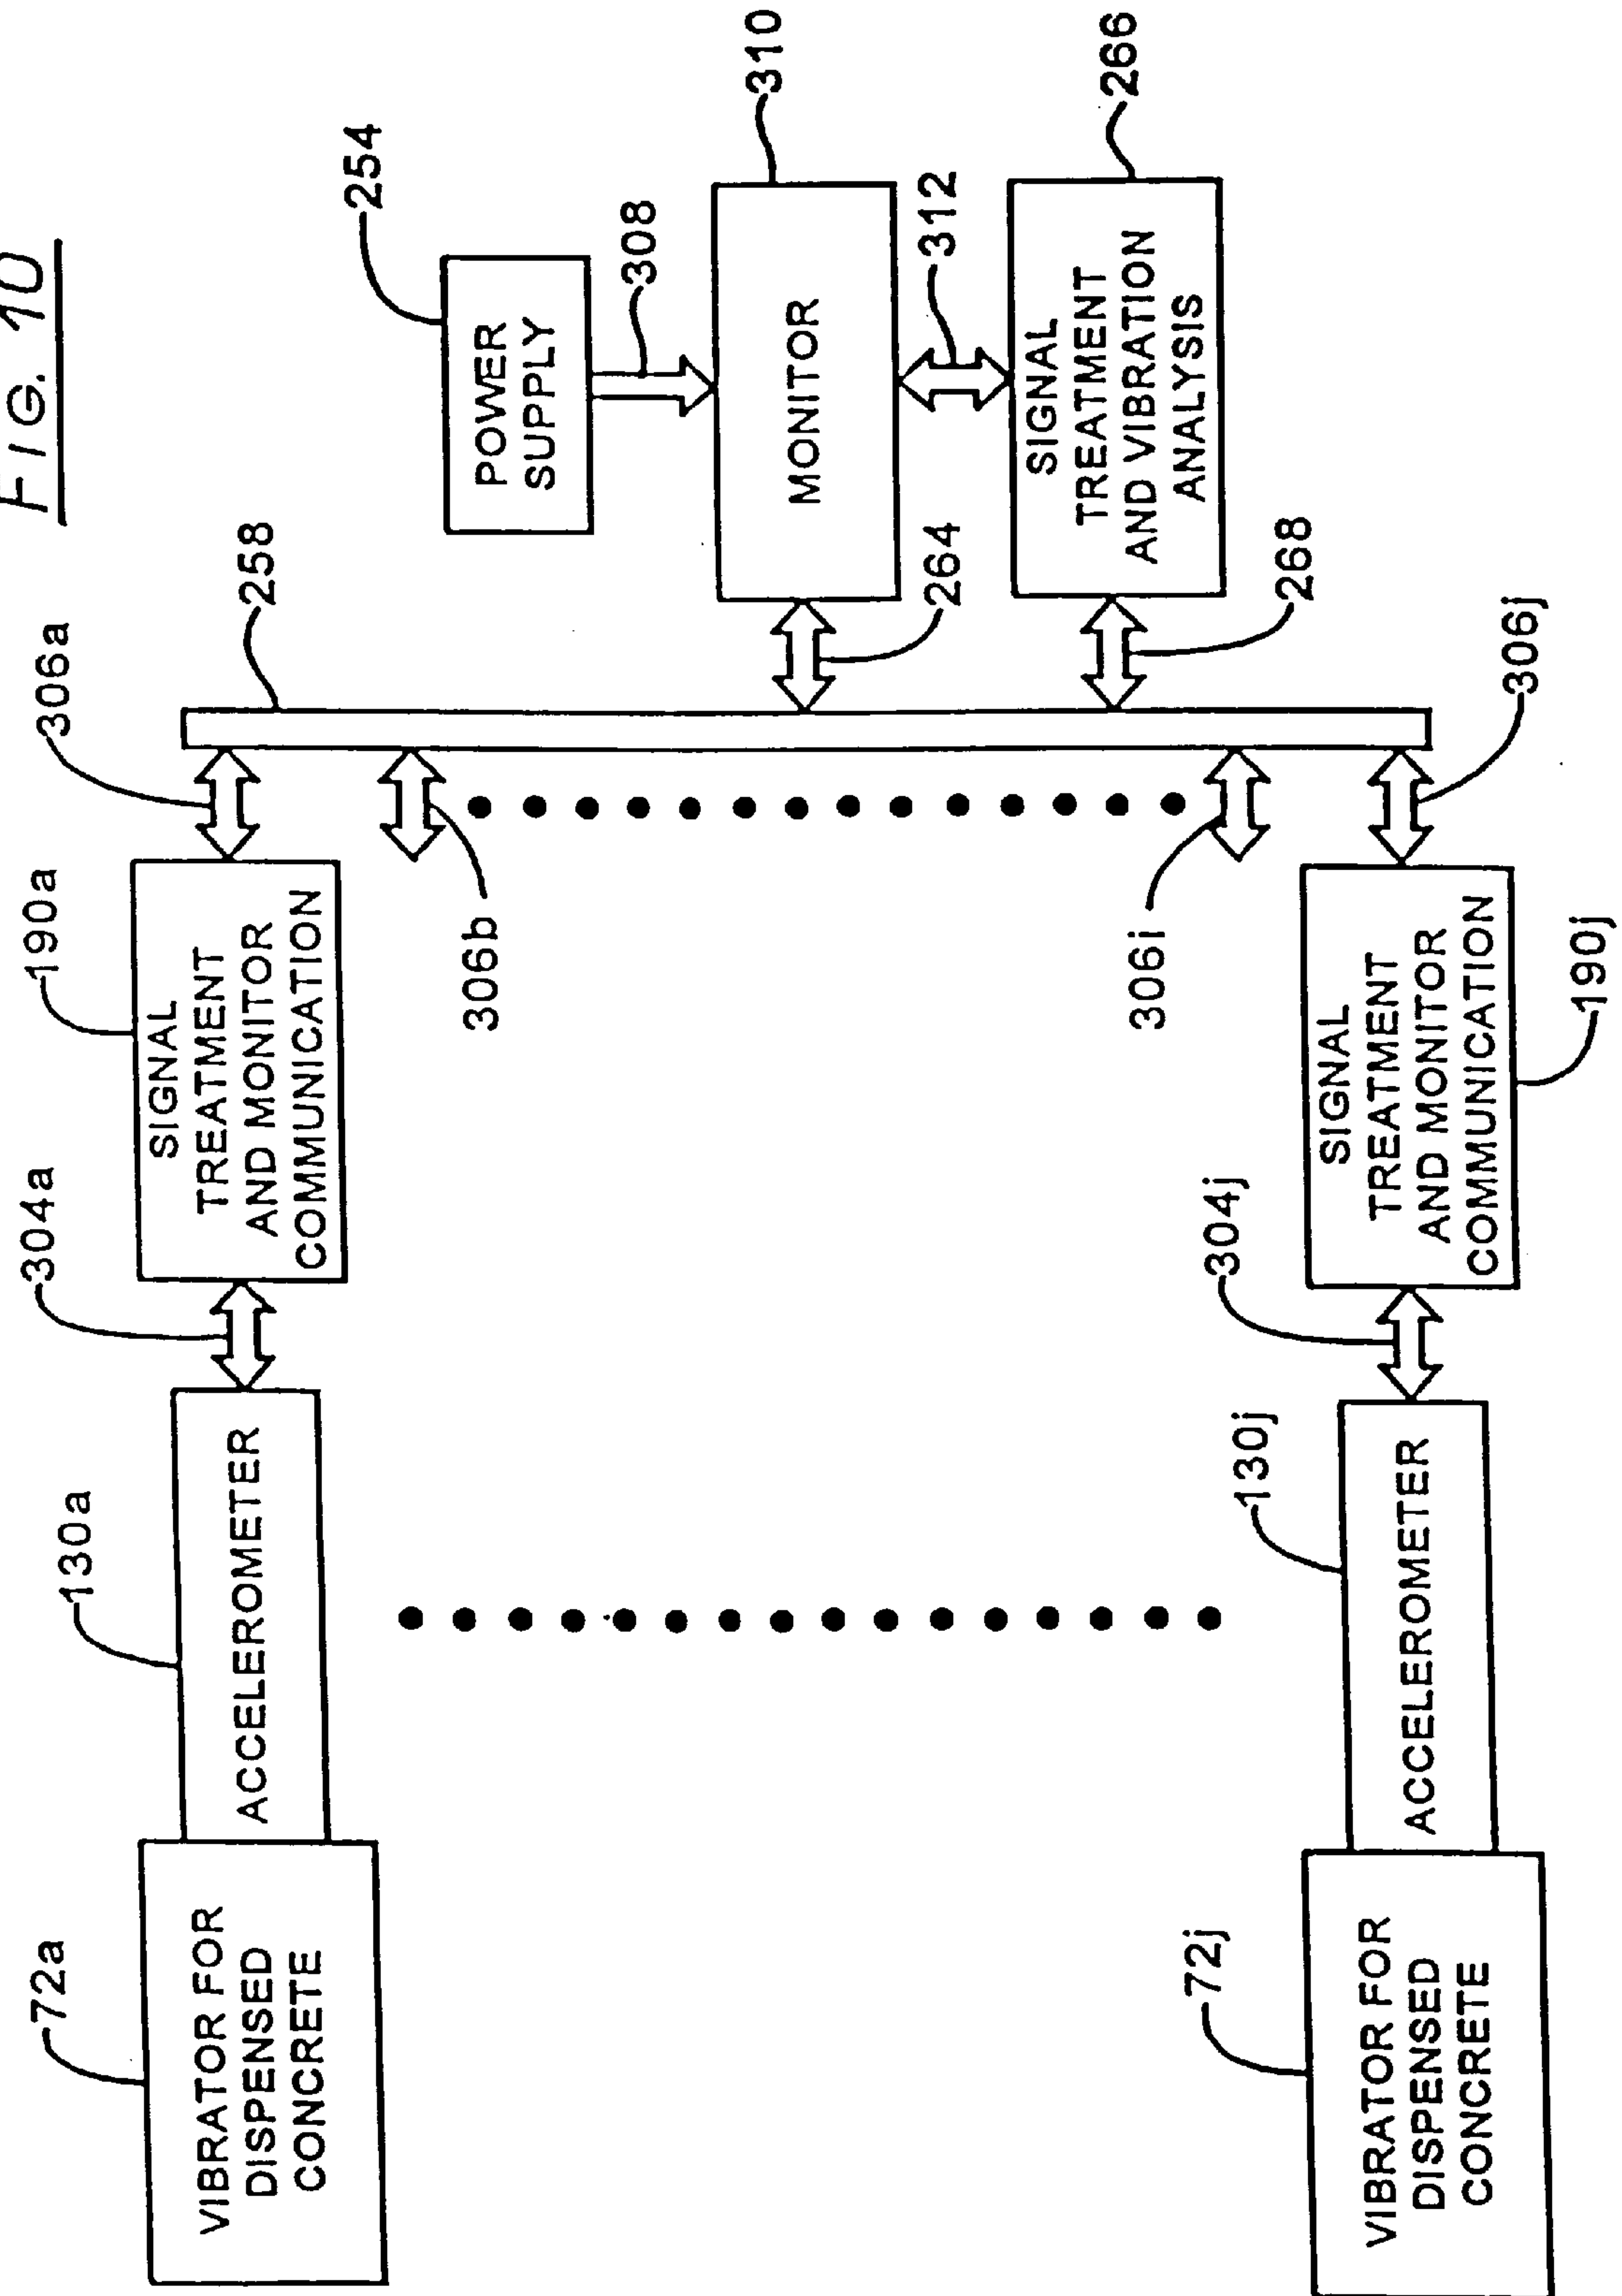 FIG. 10
72a
VIBRATOR FOR
DISPENSED
CONCRETE
130a
ACCELEROMETER
304a
190a
SIGNAL
TREATMENT
AND MONITOR
COMMUNICATION
306a
258
306b
254
POWER
SUPPLY
308
310
MONITOR
264
312
266
SIGNAL
TREATMENT
AND VIBRATION
ANALYSIS
268
306i
306j
72j
VIBRATOR FOR
DISPENSED
CONCRETE
130j
ACCELEROMETER
304j
SIGNAL
TREATMENT
AND MONITOR
COMMUNICATION
190j